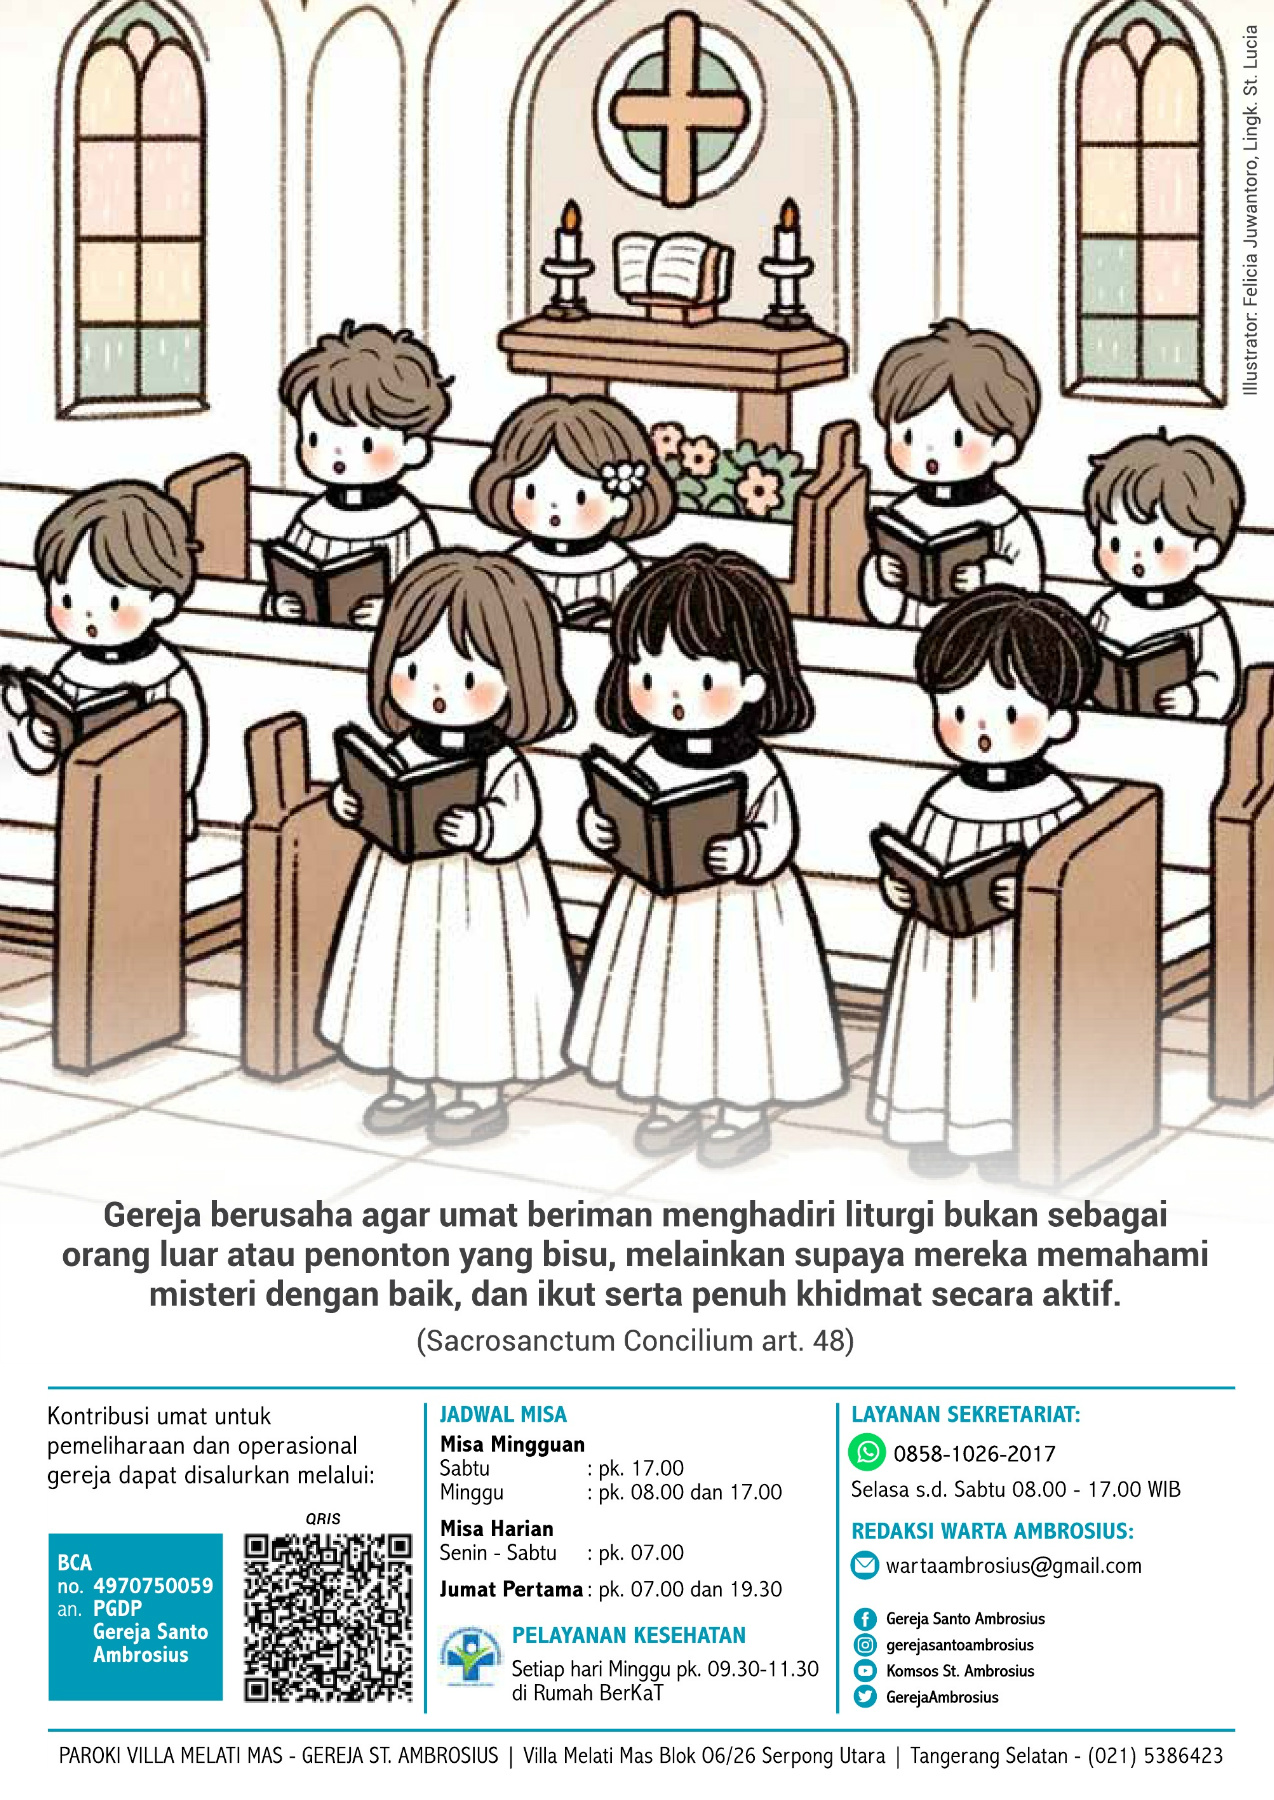 Illustrator: Felicia Juwantoro, Lingk. St. Lucia
Gereja berusaha agar umat beriman menghadiri liturgi bukan sebagai
orang luar atau penonton yang bisu, melainkan supaya mereka memahami
misteri dengan baik, dan ikut serta penuh khidmat secara aktif.
(Sacrosanctum Concilium art. 48)
Kontribusi umat untuk
pemeliharaan dan operasional
gereja dapat disalurkan melalui:
QRIS
BCA
no. 4970750059
an. PGDP
Gereja Santo
Ambrosius
JADWAL MISA
Misa Mingguan
Sabtu : pk. 17.00
Minggu : pk. 08.00 dan 17.00
Misa Harian
Senin - Sabtu : pk. 07.00
Jumat Pertama : pk. 07.00 dan 19.30
PELAYANAN KESEHATAN
Setiap hari Minggu pk. 09.30-11.30
di Rumah BerKaT
LAYANAN SEKRETARIAT:
0858-1026-2017
Selasa s.d. Sabtu 08.00 - 17.00 WIB
REDAKSI WARTA AMBROSIUS:
wartaambrosius@gmail.com
Gereja Santo Ambrosius
gerejasantoambrosius
Komsos St. Ambrosius
GerejaAmbrosius
PAROKI VILLA MELATI MAS - GEREJA ST. AMBROSIUS | Villa Melati Mas Blok O6/26 Serpong Utara | Tangerang Selatan - (021) 5386423